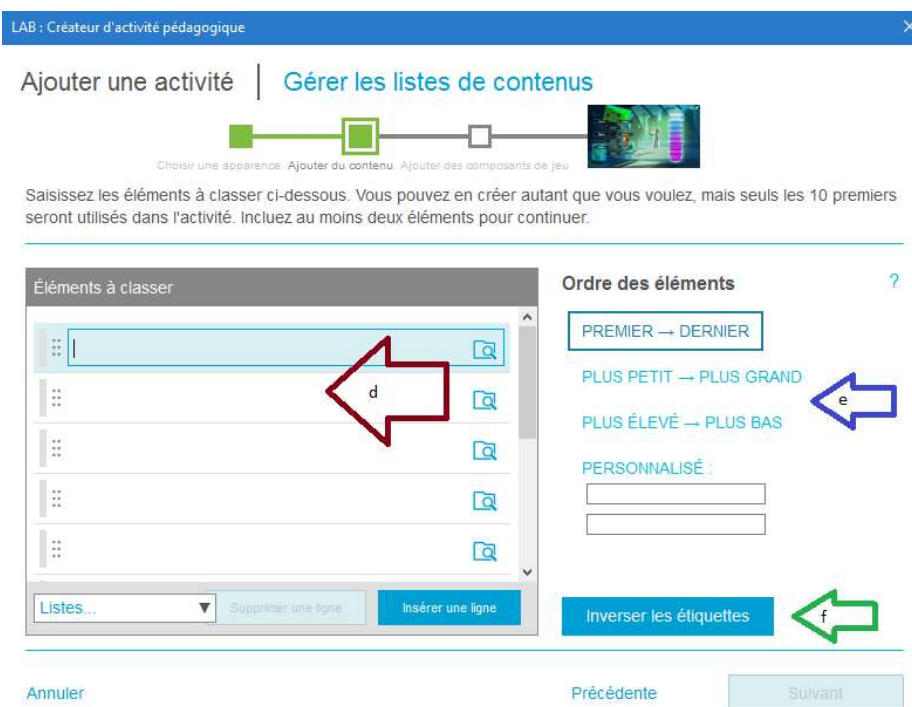 LAB : Créateur d'activité pédagogique
Ajouter une activité | Gérer les listes de contenus
Choisir une apparence Ajouter du contenu Ajouter des composants de jeu
Saisissez les éléments à classer ci-dessous. Vous pouvez en créer autant que vous voulez, mais seuls les 10 premiers
seront utilisés dans l'activité. Incluez au moins deux éléments pour continuer.
Éléments à classer
d
Listes...
Supprimer une ligne
Insérer une ligne
Ordre des éléments ?
PREMIER → DERNIER
PLUS PETIT → PLUS GRAND
e
PLUS ÉLEVÉ → PLUS BAS
PERSONNALISÉ :
Inverser les étiquettes
f
Annuler
Précédente
Suivant